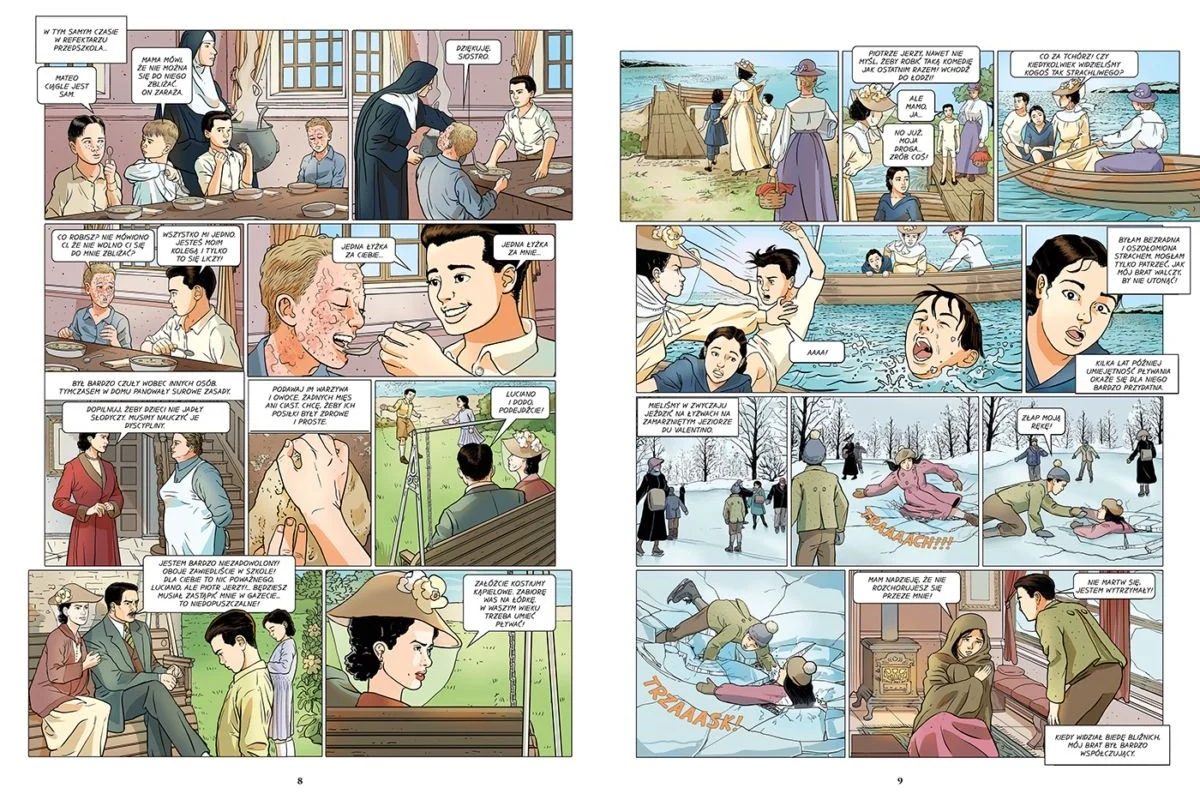 W TYM SAMYM CZASIE
W REFEKTARZU
PRZEDSZKOLA...
MATEO
CIĄGLE JEST
SAM.
MAMA MÓWI,
ŻE NIE MOŻNA
SIĘ DO NIEGO
ZBLIŻAĆ.
ON ZARAŻA.
DZIĘKUJĘ,
SIOSTRO.
CO ROBISZ? NIE MÓWIONO
CI, ŻE NIE WOLNO CI SIĘ
DO MNIE ZBLIŻAĆ?
WSZYSTKO MI JEDNO.
JESTEŚ MOIM
KOLEGĄ I TYLKO
TO SIĘ LICZY!
JEDNA ŁYŻKA
ZA CIEBIE...
JEDNA ŁYŻKA
ZA MNIE...
BYŁ BARDZO CZUŁY WOBEC INNYCH OSÓB.
TYMCZASEM W DOMU PANOWAŁY SUROWE ZASADY.
DOPILNUJ, ŻEBY DZIECI NIE JADŁY
SŁODYCZY. MUSIMY NAUCZYĆ JE
DYSCYPLINY.
PODAWAJ IM WARZYWA
I OWOCE. ŻADNYCH MIĘS
ANI CIAST. CHCĘ, ŻEBY ICH
POSIŁKI BYŁY ZDROWE
I PROSTE.
LUCIANO
I DODO,
PODEJDŹCIE!
JESTEM BARDZO NIEZADOWOLONY!
OBOJE ZAWIEDLIŚCIE W SZKOLE!
DLA CIEBIE TO NIC POWAŻNEGO,
LUCIANO, ALE PIOTR JERZY!... BĘDZIESZ
MUSIAŁ ZASTĄPIĆ MNIE W GAZECIE...
TO NIEDOPUSZCZALNE!
ZAŁÓŻCIE KOSTIUMY
KĄPIELOWE. ZABIORĘ
WAS NA ŁÓDKĘ.
W WASZYM WIEKU
TRZEBA UMIEĆ
PŁYWAĆ!
8
PIOTRZE JERZY, NAWET NIE
MYŚL, ŻEBY ROBIĆ TAKĄ KOMEDIĘ
JAK OSTATNIM RAZEM! WCHODŹ
DO ŁODZI!
ALE
MAMO,
JA...
NO JUŻ,
MOJA
DROGA...
ZRÓB COŚ!
CO ZA TCHÓRZ! CZY
KIEDYKOLWIEK WIDZIELIŚMY
KOGOŚ TAK STRACHLIWEGO?
AAAA!
BYŁAM BEZRADNA
I OSZOŁOMIONA
STRACHEM. MOGŁAM
TYLKO PATRZEĆ, JAK
MÓJ BRAT WALCZY,
BY NIE UTONĄĆ!
KILKA LAT PÓŹNIEJ
UMIEJĘTNOŚĆ PŁYWANIA
OKAŻE SIĘ DLA NIEGO
BARDZO PRZYDATNA.
MIELIŚMY W ZWYCZAJU
JEŹDZIĆ NA ŁYŻWACH NA
ZAMARZNIĘTYM JEZIORZE
DU VALENTINO.
TRAAAACH!!!
ZŁAP MOJĄ
RĘKĘ!
TRZAAASK!
MAM NADZIEJĘ, ŻE NIE
ROZCHORUJESZ SIĘ
PRZEZE MNIE!
NIE MARTW SIĘ,
JESTEM WYTRZYMAŁY!
KIEDY WIDZIAŁ BIEDĘ BLIŹNICH,
MÓJ BRAT BYŁ BARDZO
WSPÓŁCZUJĄCY.
9